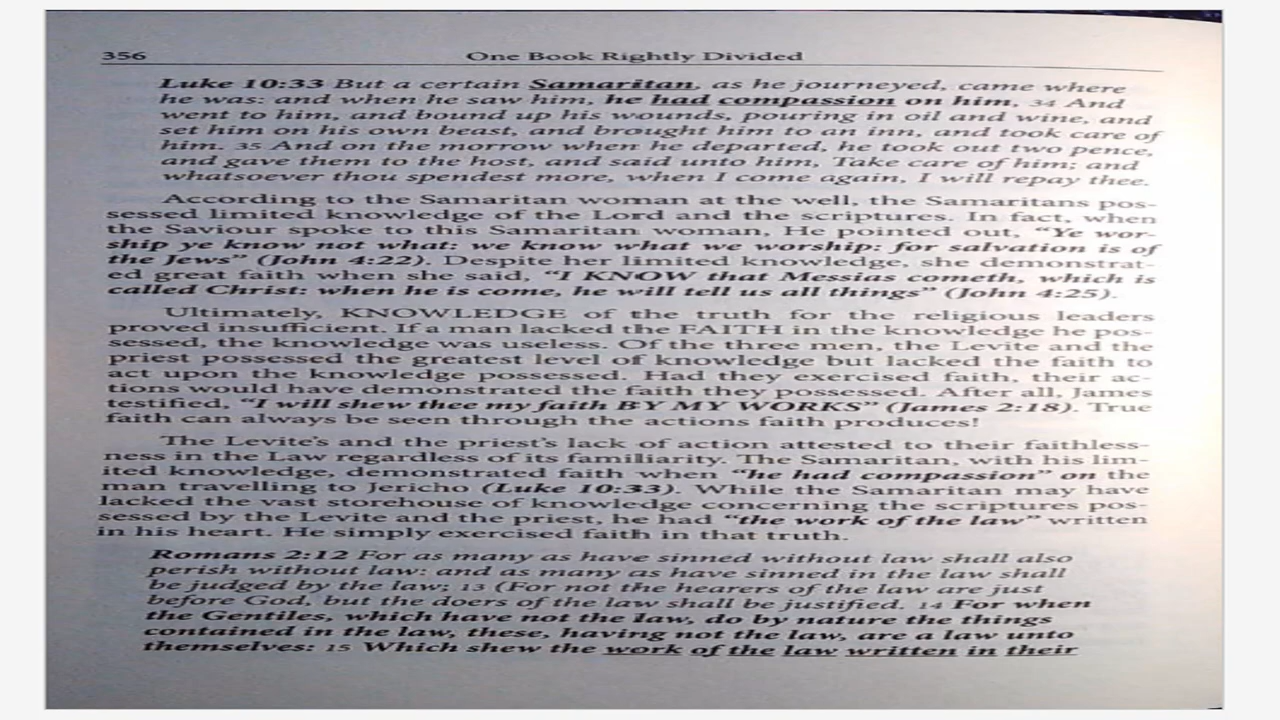 356
One Book Rightly Divided
Luke 10:33 But a certain Samaritan, as he journeyed, came where
he was: and when he saw him, he had compassion on him, 34 And
went to him, and bound up his wounds, pouring in oil and wine, and
set him on his own beast, and brought him to an inn, and took care of
him. 35 And on the morrow when he departed, he took out two pence,
and gave them to the host, and said unto him, Take care of him; and
whatsoever thou spendest more, when I come again, I will repay thee.
According to the Samaritan woman at the well, the Samaritans pos-
sessed limited knowledge of the Lord and the scriptures. In fact, when
the Saviour spoke to this Samaritan woman, He pointed out, “Ye wor-
ship ye know not what: we know what we worship: for salvation is of
the Jews” (John 4:22). Despite her limited knowledge, she demonstrat-
ed great faith when she said, “I KNOW that Messias cometh, which is
called Christ: when he is come, he will tell us all things” (John 4:25).
Ultimately, KNOWLEDGE of the truth for the religious leaders
proved insufficient. If a man lacked the FAITH in the knowledge he pos-
sessed, the knowledge was useless. Of the three men, the Levite and the
priest possessed the greatest level of knowledge but lacked the faith to
act upon the knowledge possessed. Had they exercised faith, their ac-
tions would have demonstrated the faith they possessed. After all, James
testified, “I will shew thee my faith BY MY WORKS” (James 2:18). True
faith can always be seen through the actions faith produces!
The Levite’s and the priest’s lack of action attested to their faithless-
ness in the Law regardless of its familiarity. The Samaritan, with his lim-
ited knowledge, demonstrated faith when “he had compassion” on the
man travelling to Jericho (Luke 10:33). While the Samaritan may have
lacked the vast storehouse of knowledge concerning the scriptures pos-
sessed by the Levite and the priest, he had “the work of the law” written
in his heart. He simply exercised faith in that truth.
Romans 2:12 For as many as have sinned without law shall also
perish without law: and as many as have sinned in the law shall
be judged by the law; 13 (For not the hearers of the law are just
before God, but the doers of the law shall be justified. 14 For when
the Gentiles, which have not the law, do by nature the things
contained in the law, these, having not the law, are a law unto
themselves: 15 Which shew the work of the law written in their